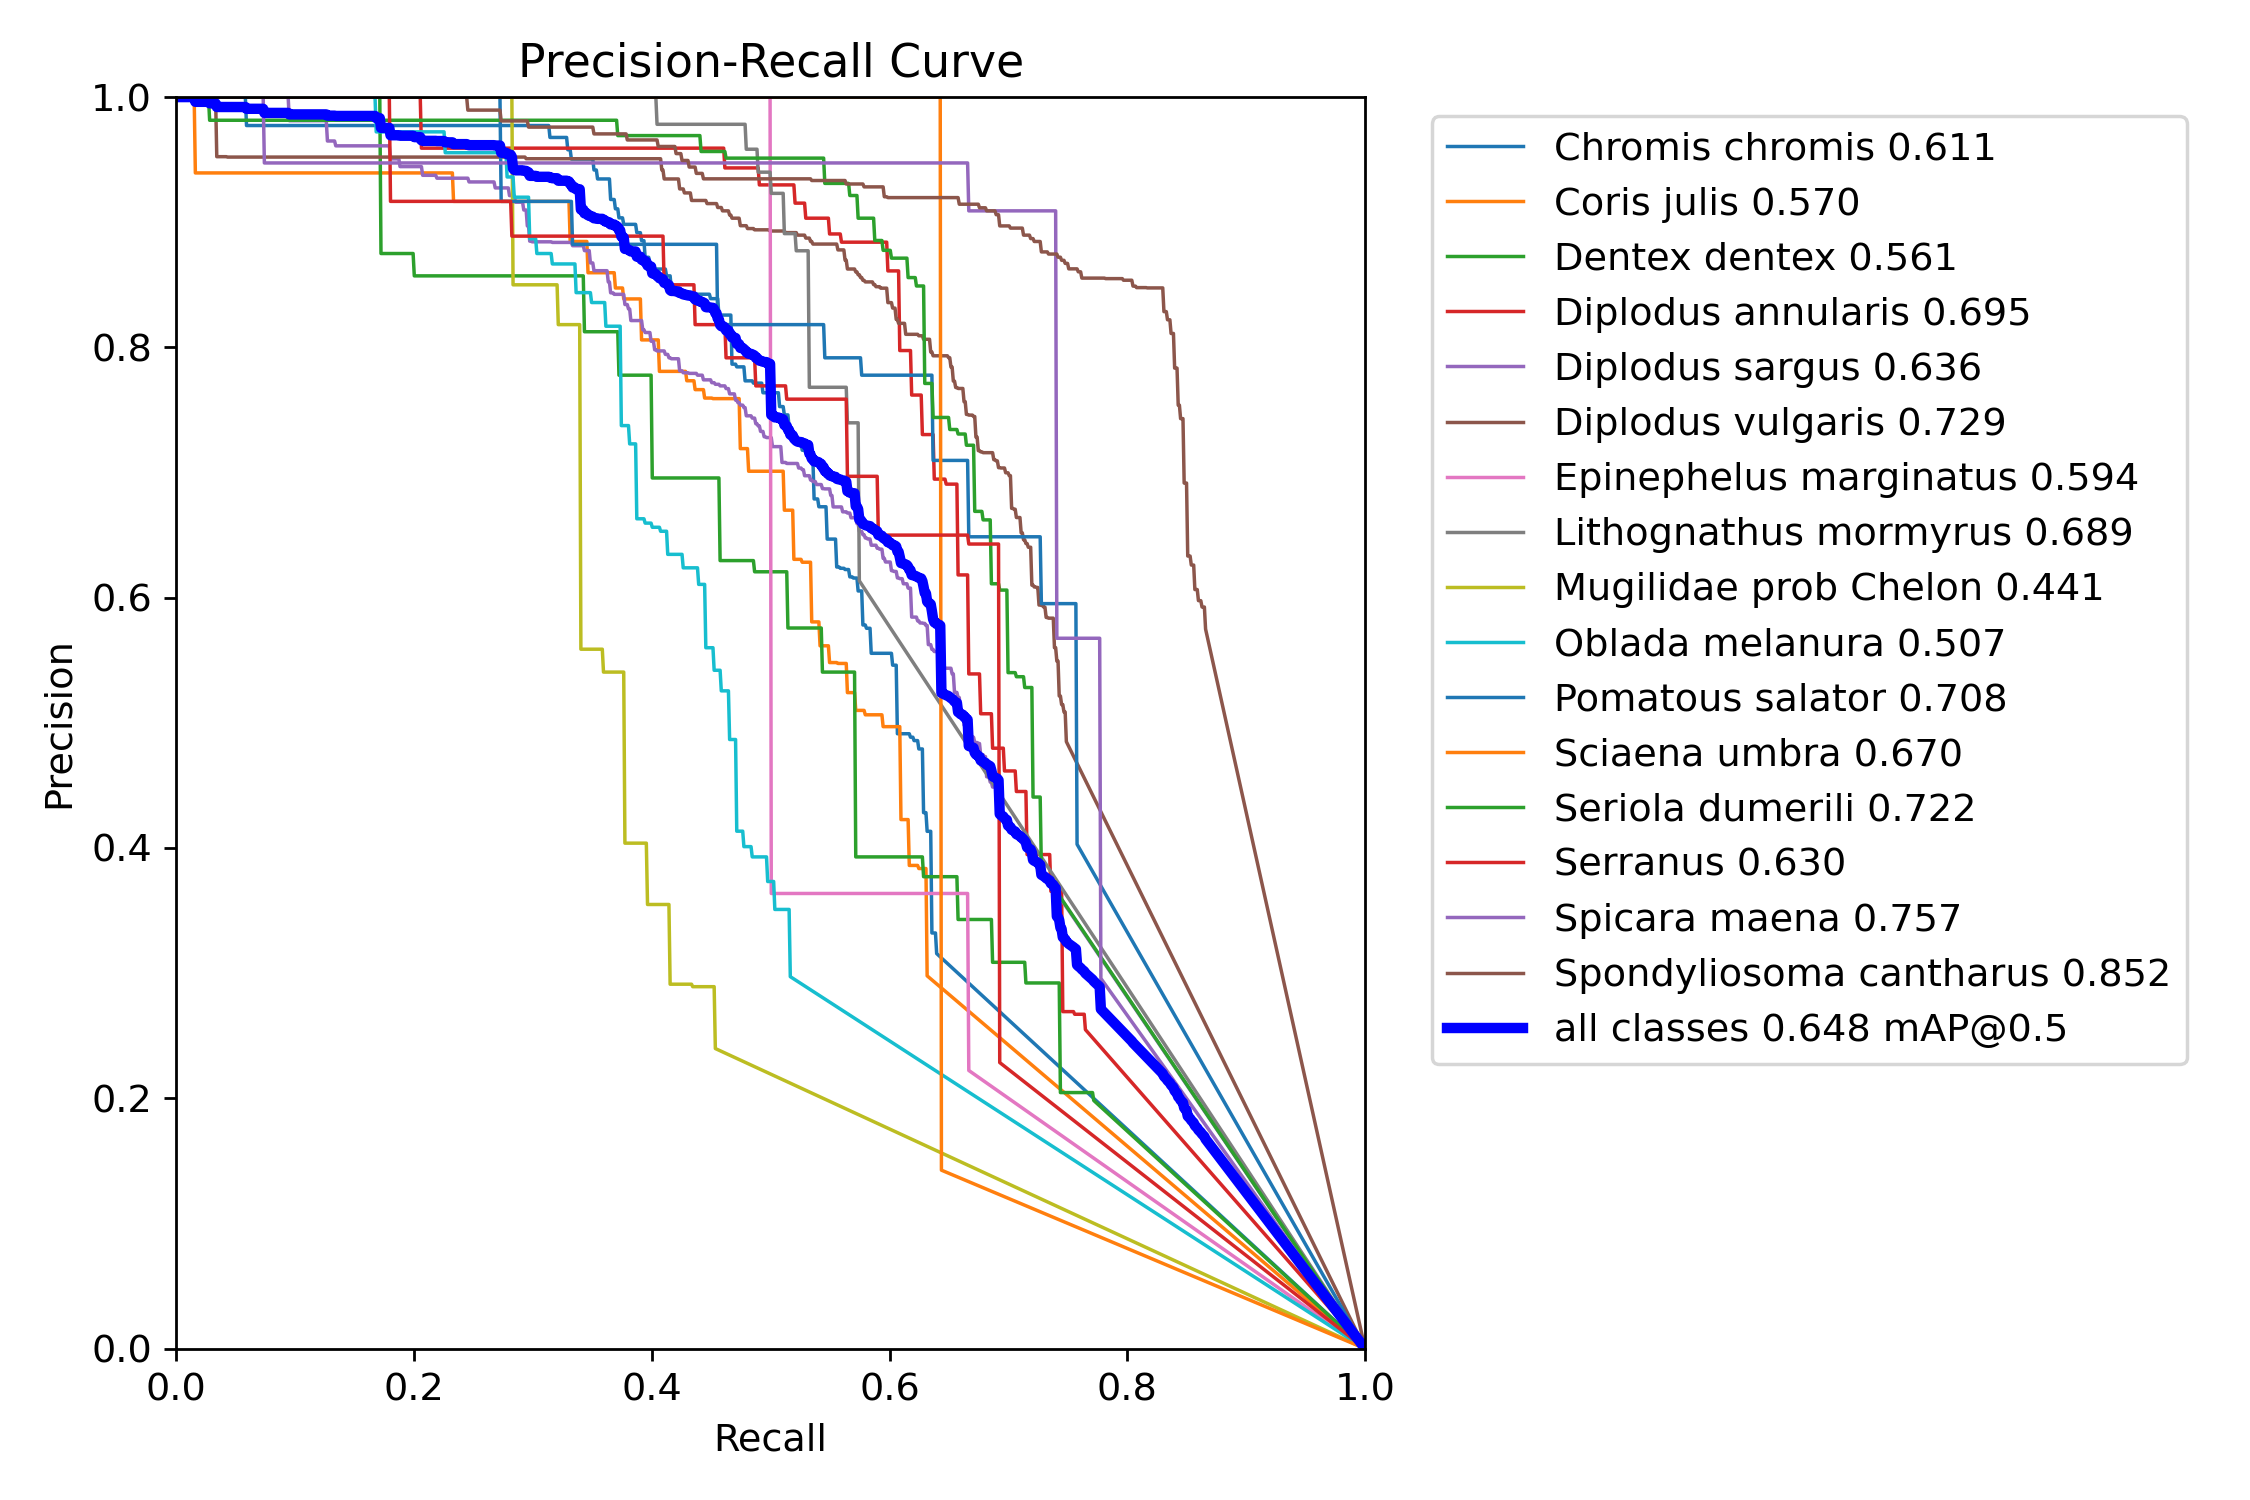 Precision-Recall Curve
1.0
0.8
0.6
0.4
0.2
0.0
Precision
0.0 0.2 0.4 0.6 0.8 1.0
Recall
Chromis chromis 0.611
Coris julis 0.570
Dentex dentex 0.561
Diplodus annularis 0.695
Diplodus sargus 0.636
Diplodus vulgaris 0.729
Epinephelus marginatus 0.594
Lithognathus mormyrus 0.689
Mugilidae prob Chelon 0.441
Oblada melanura 0.507
Pomatous salator 0.708
Sciaena umbra 0.670
Seriola dumerili 0.722
Serranus 0.630
Spicara maena 0.757
Spondyliosoma cantharus 0.852
all classes 0.648 mAP@0.5